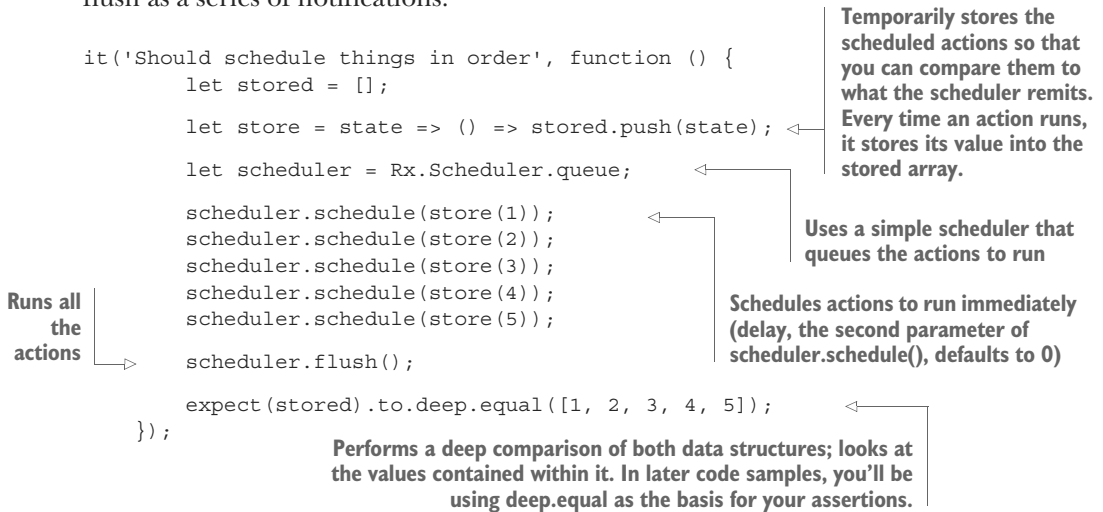 flush as a series of notifications.
it('Should schedule things in order', function () {
let stored = [];
let store = state => () => stored.push(state);
let scheduler = Rx.Scheduler.queue;
scheduler.schedule(store(1));
scheduler.schedule(store(2));
scheduler.schedule(store(3));
scheduler.schedule(store(4));
scheduler.schedule(store(5));
scheduler.flush();
expect(stored).to.deep.equal([1, 2, 3, 4, 5]);
});
Temporarily stores the
scheduled actions so that
you can compare them to
what the scheduler remits.
Every time an action runs,
it stores its value into the
stored array.
Uses a simple scheduler that
queues the actions to run
Schedules actions to run immediately
(delay, the second parameter of
scheduler.schedule(), defaults to 0)
Runs all
the
actions
Performs a deep comparison of both data structures; looks at
the values contained within it. In later code samples, you'll be
using deep.equal as the basis for your assertions.